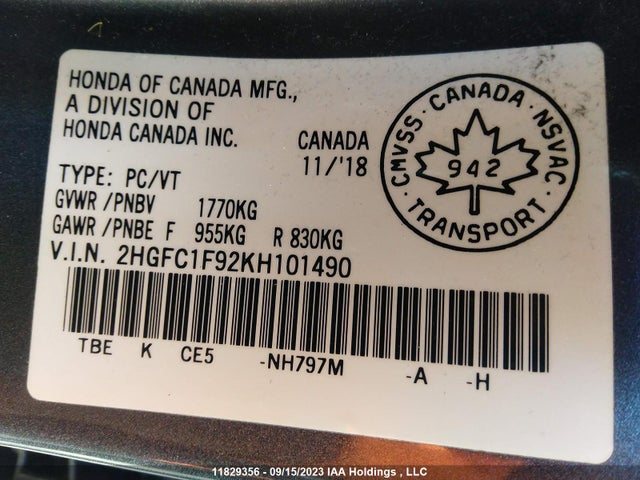 HONDA OF CANADA MFG.,
A DIVISION OF
HONDA CANADA INC.
CANADA
11/'18
TYPE: PC/VT
GVWR /PNBV 1770KG
GAWR /PNBE F 955KG R 830KG
V.I.N. 2HGFC1F92KH101490
TBE K CE5 -NH797M -A -H
CMVSS · CANADA · NSVAC
942
· TRANSPORT ·
11829356 - 09/15/2023 IAA Holdings , LLC